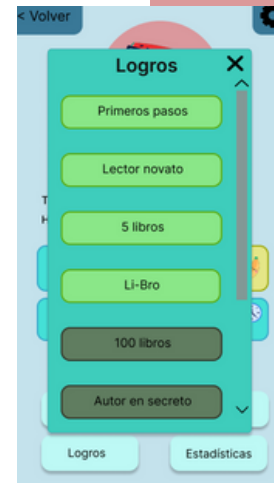 < Volver
Logros
Primeros pasos
Lector novato
5 libros
Li-Bro
100 libros
Autor en secreto
T
H
Logros
Estadísticas